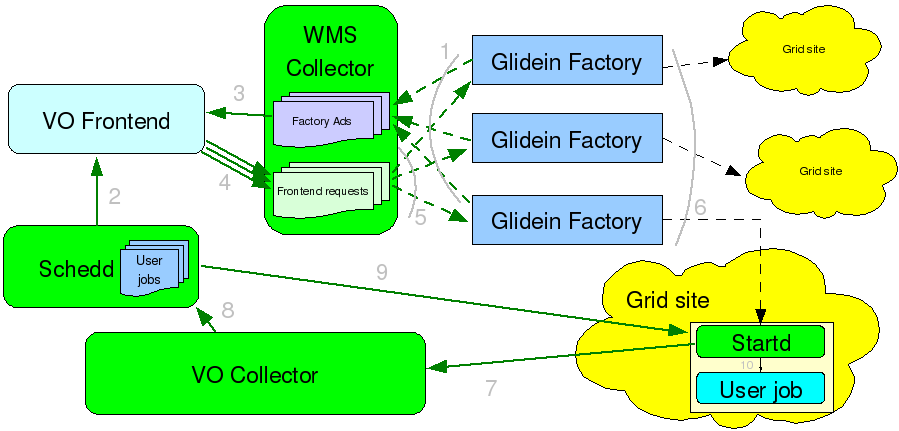 WMS
Collector
1
Glidein Factory
Grid site
3
Factory Ads
VO Frontend
Glidein Factory
Grid site
4
Frontend requests
5
Glidein Factory
6
2
Schedd
User
jobs
9
Grid site
8
Startd
VO Collector
10
7
User job